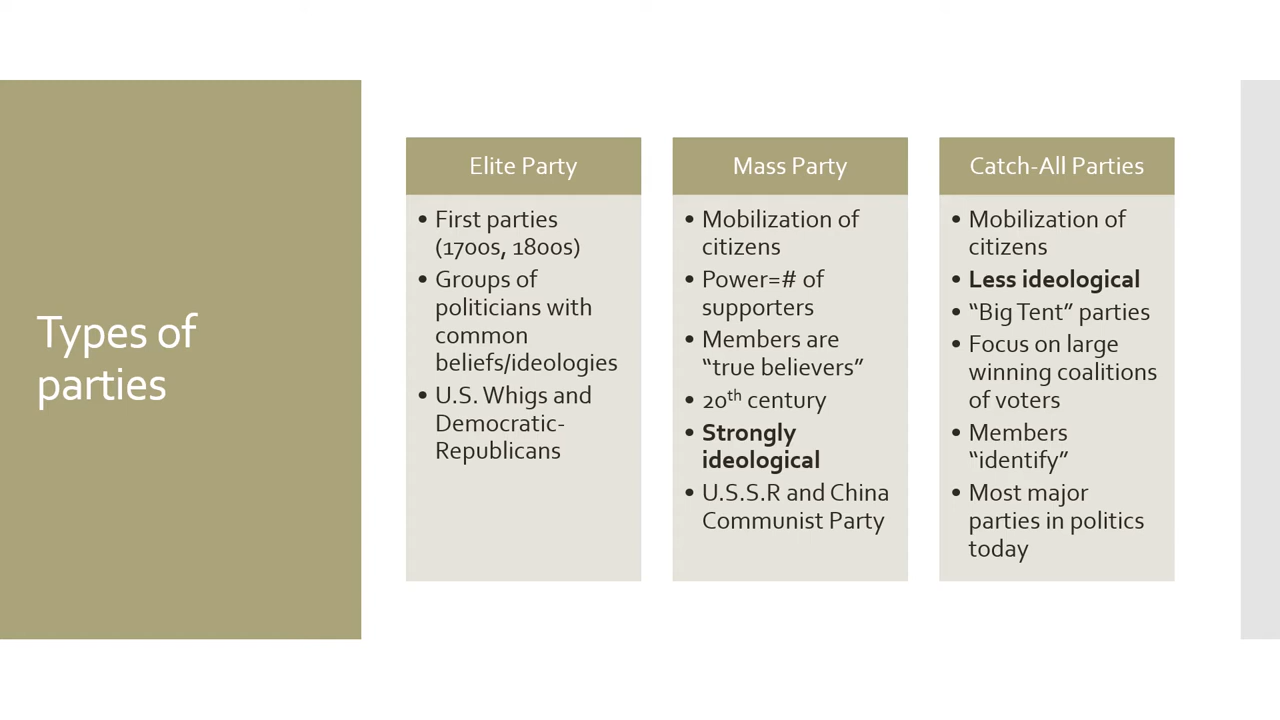 Types of
parties
Elite Party
• First parties
(1700s, 1800s)
• Groups of
politicians with
common
beliefs/ideologies
• U.S. Whigs and
Democratic-
Republicans
Mass Party
• Mobilization of
citizens
• Power=# of
supporters
• Members are
“true believers”
• 20th century
• Strongly
ideological
• U.S.S.R and China
Communist Party
Catch-All Parties
• Mobilization of
citizens
• Less ideological
• “Big Tent” parties
• Focus on large
winning coalitions
of voters
• Members
“identify”
• Most major
parties in politics
today